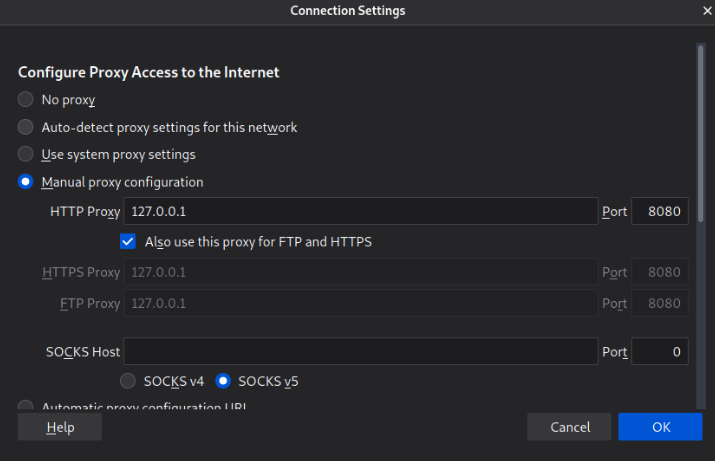 Connection Settings
Configure Proxy Access to the Internet
No proxy
Auto-detect proxy settings for this network
Use system proxy settings
Manual proxy configuration
HTTP Proxy 127.0.0.1 Port 8080
Also use this proxy for FTP and HTTPS
HTTPS Proxy 127.0.0.1 Port 8080
FTP Proxy 127.0.0.1 Port 8080
SOCKS Host Port 0
SOCKS v4 SOCKS v5
Automatic proxy configuration URL
Help Cancel OK